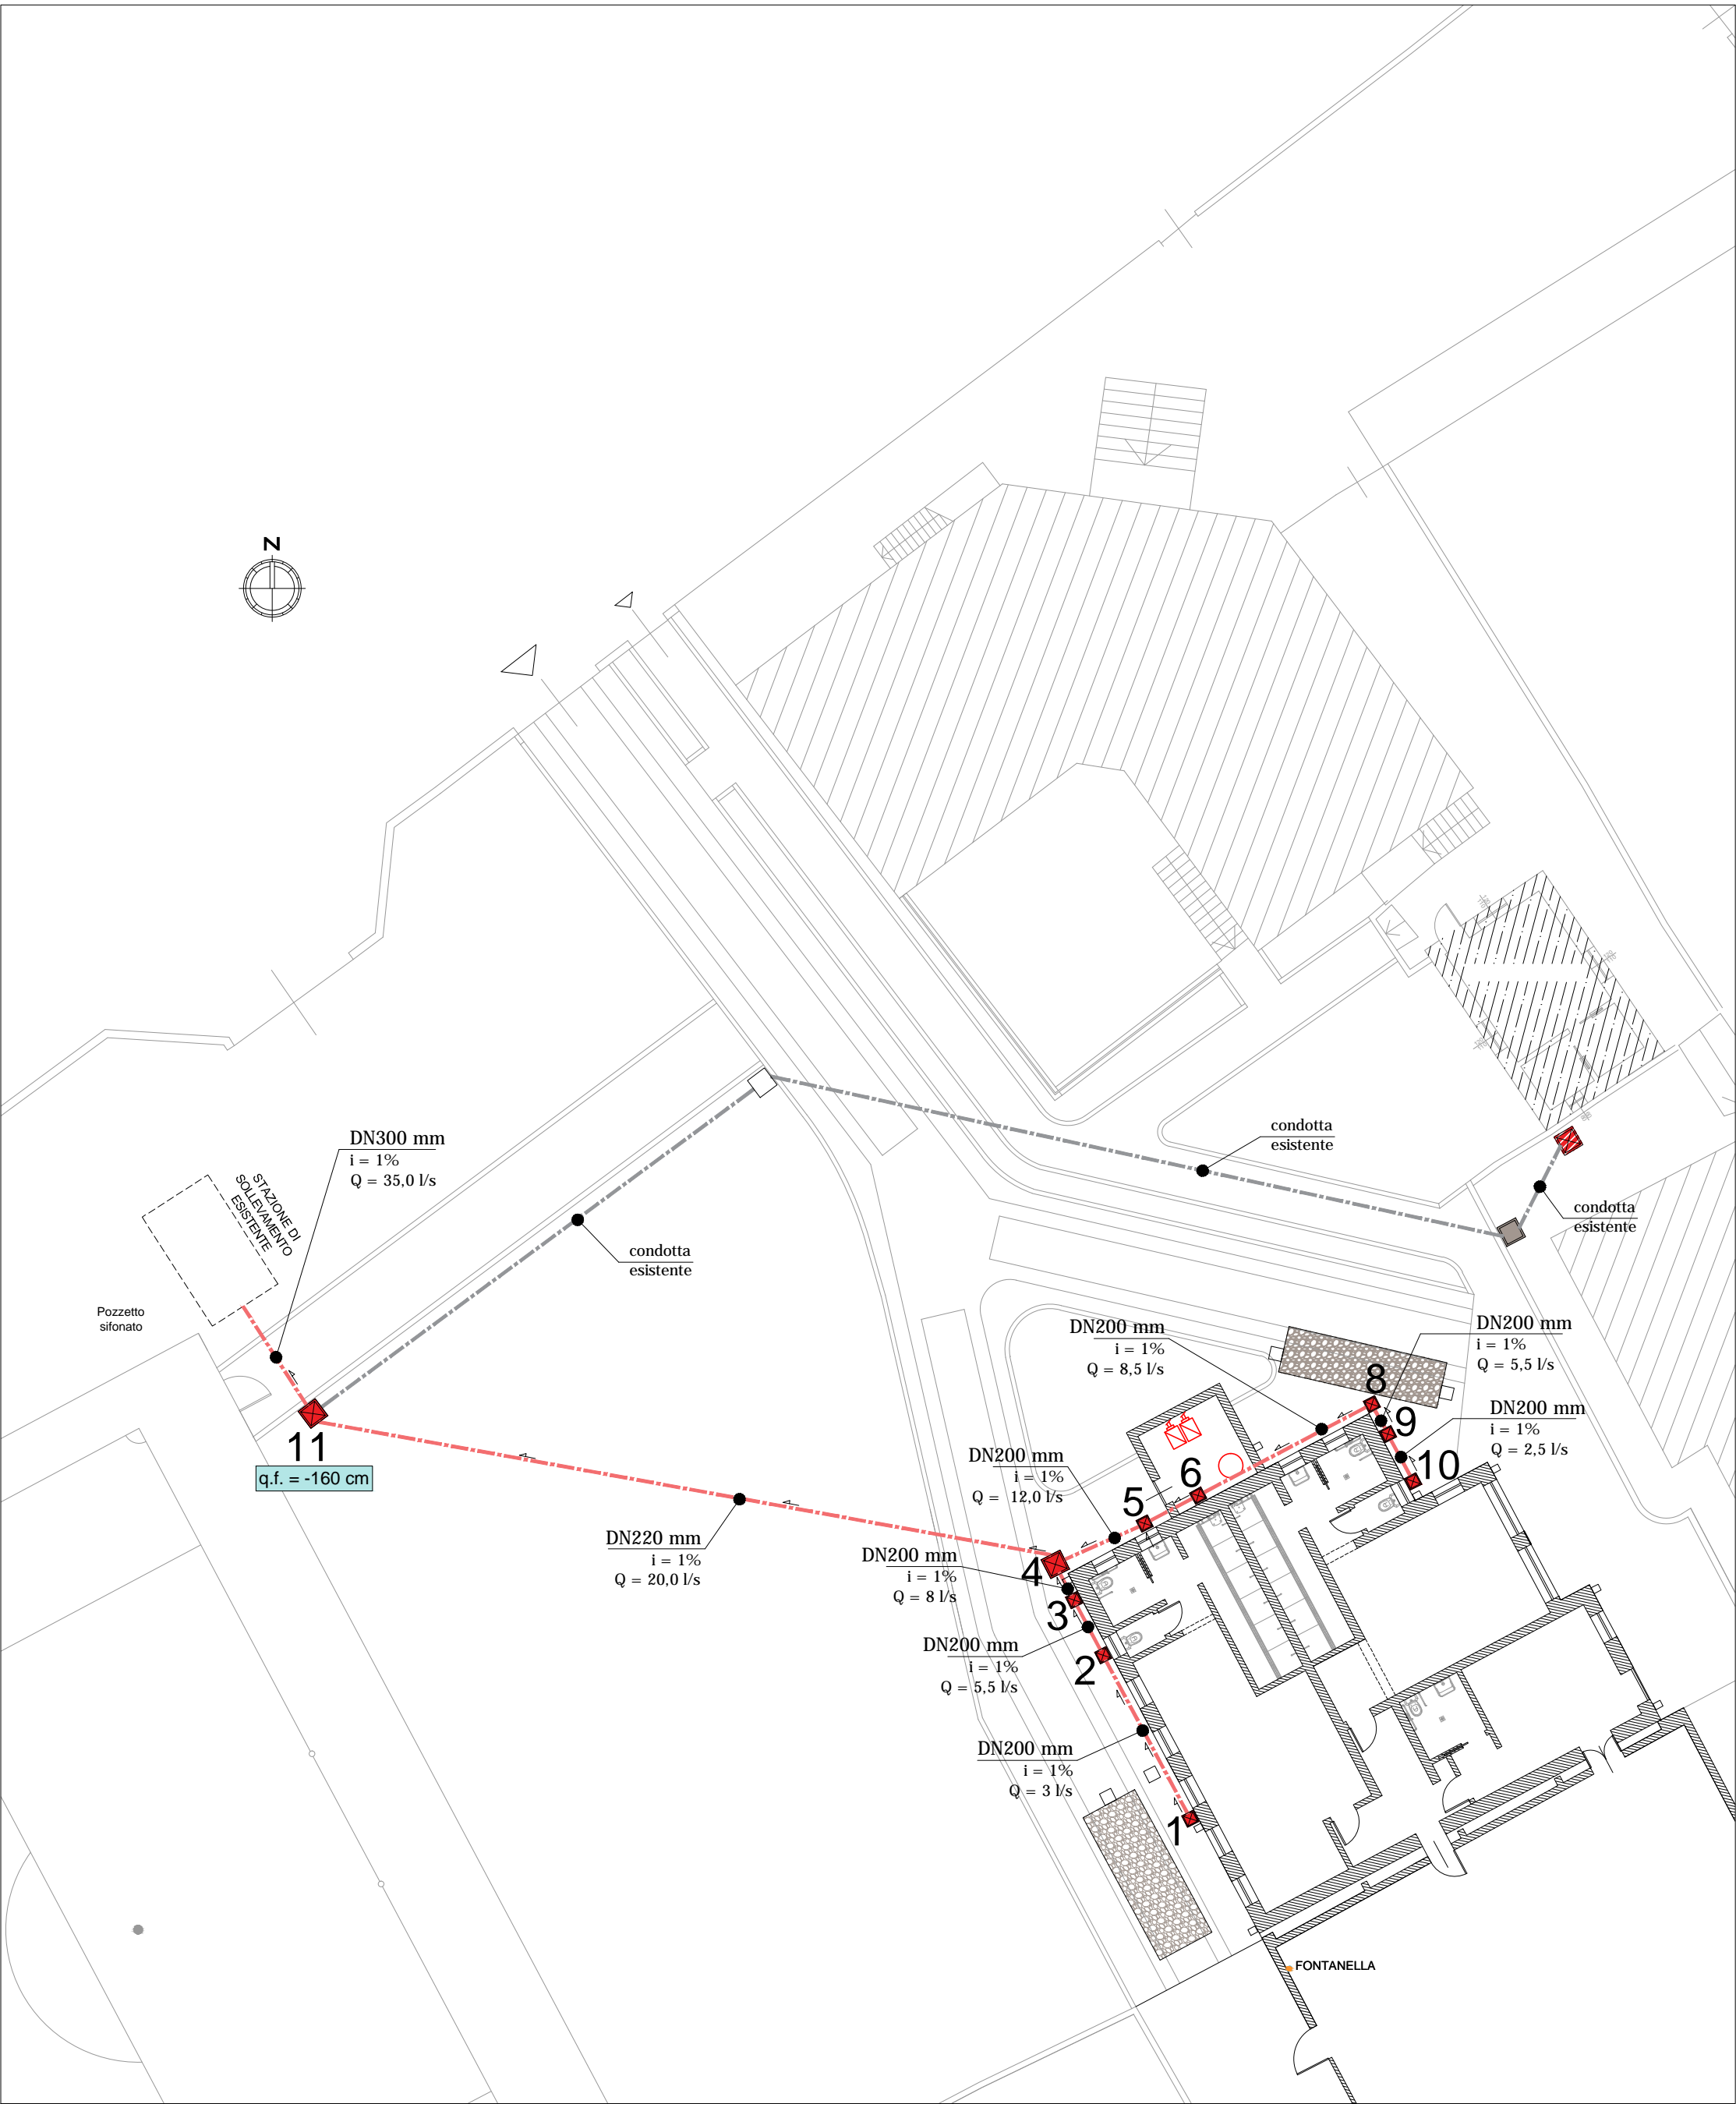 N
DN300 mm
i = 1%
Q = 35,0 l/s
STAZIONE DI
SOLLEVAMENTO
ESISTENTE
Pozzetto
sifonato
condotta
esistente
condotta
esistente
condotta
esistente
11
q.f. = -160 cm
DN220 mm
i = 1%
Q = 20,0 l/s
DN200 mm
i = 1%
Q = 8,5 l/s
DN200 mm
i = 1%
Q = 5,5 l/s
8
9
DN200 mm
i = 1%
Q = 2,5 l/s
10
DN200 mm
i = 1%
Q = 12,0 l/s
6
5
DN200 mm
i = 1%
Q = 8 l/s
4
3
DN200 mm
i = 1%
Q = 5,5 l/s
2
DN200 mm
i = 1%
Q = 3 l/s
1
FONTANELLA